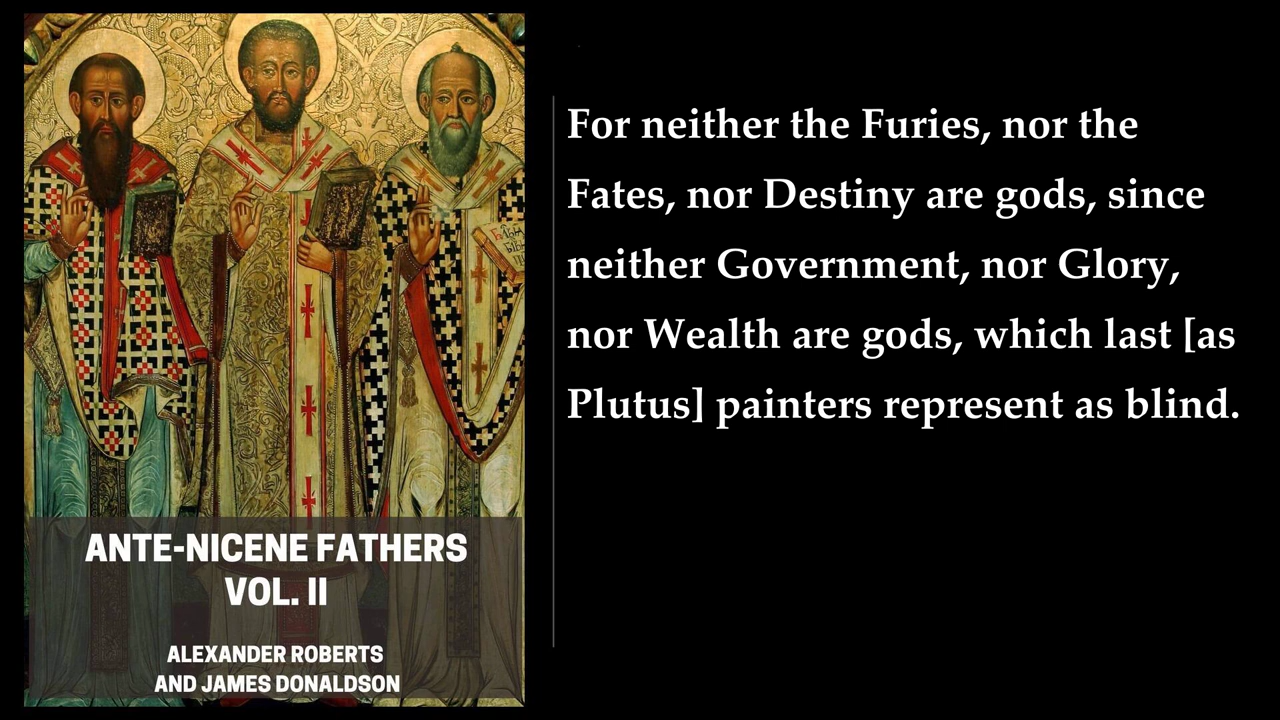 For neither the Furies, nor the
Fates, nor Destiny are gods, since
neither Government, nor Glory,
nor Wealth are gods, which last [as
Plutus] painters represent as blind.
ANTE-NICENE FATHERS
VOL. II
ALEXANDER ROBERTS
AND JAMES DONALDSON